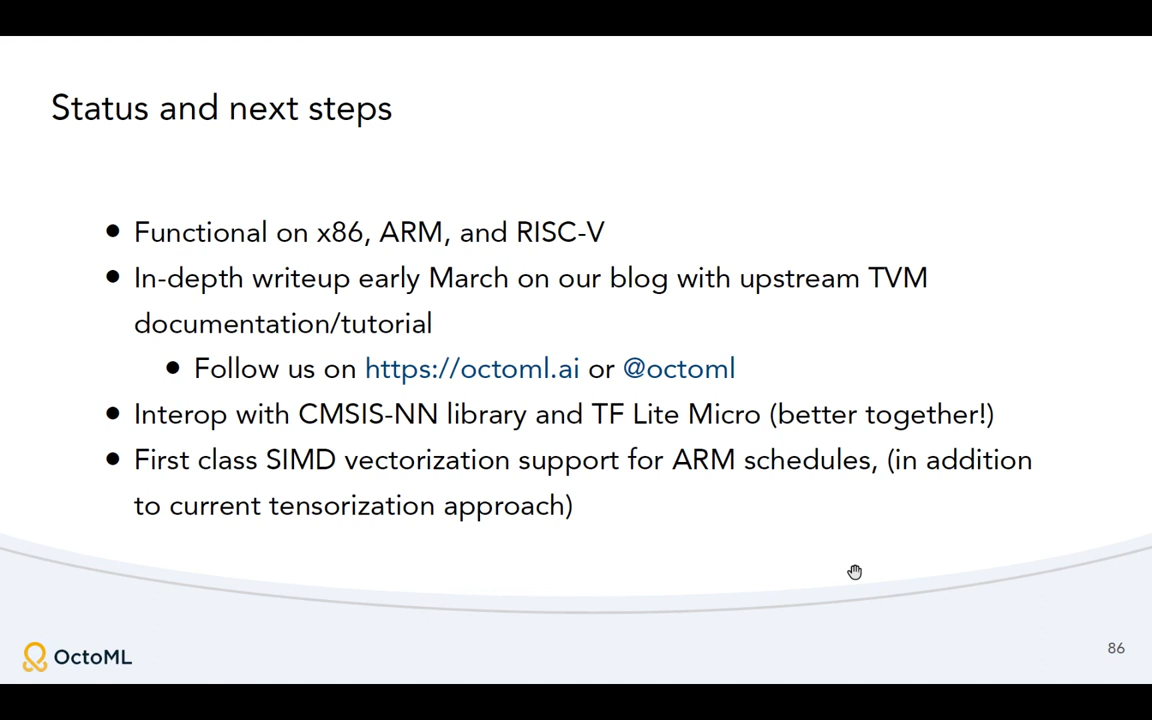 Status and next steps
● Functional on x86, ARM, and RISC-V
● In-depth writeup early March on our blog with upstream TVM
documentation/tutorial
● Follow us on https://octoml.ai or @octoml
● Interop with CMSIS-NN library and TF Lite Micro (better together!)
● First class SIMD vectorization support for ARM schedules, (in addition
to current tensorization approach)
OctoML
86